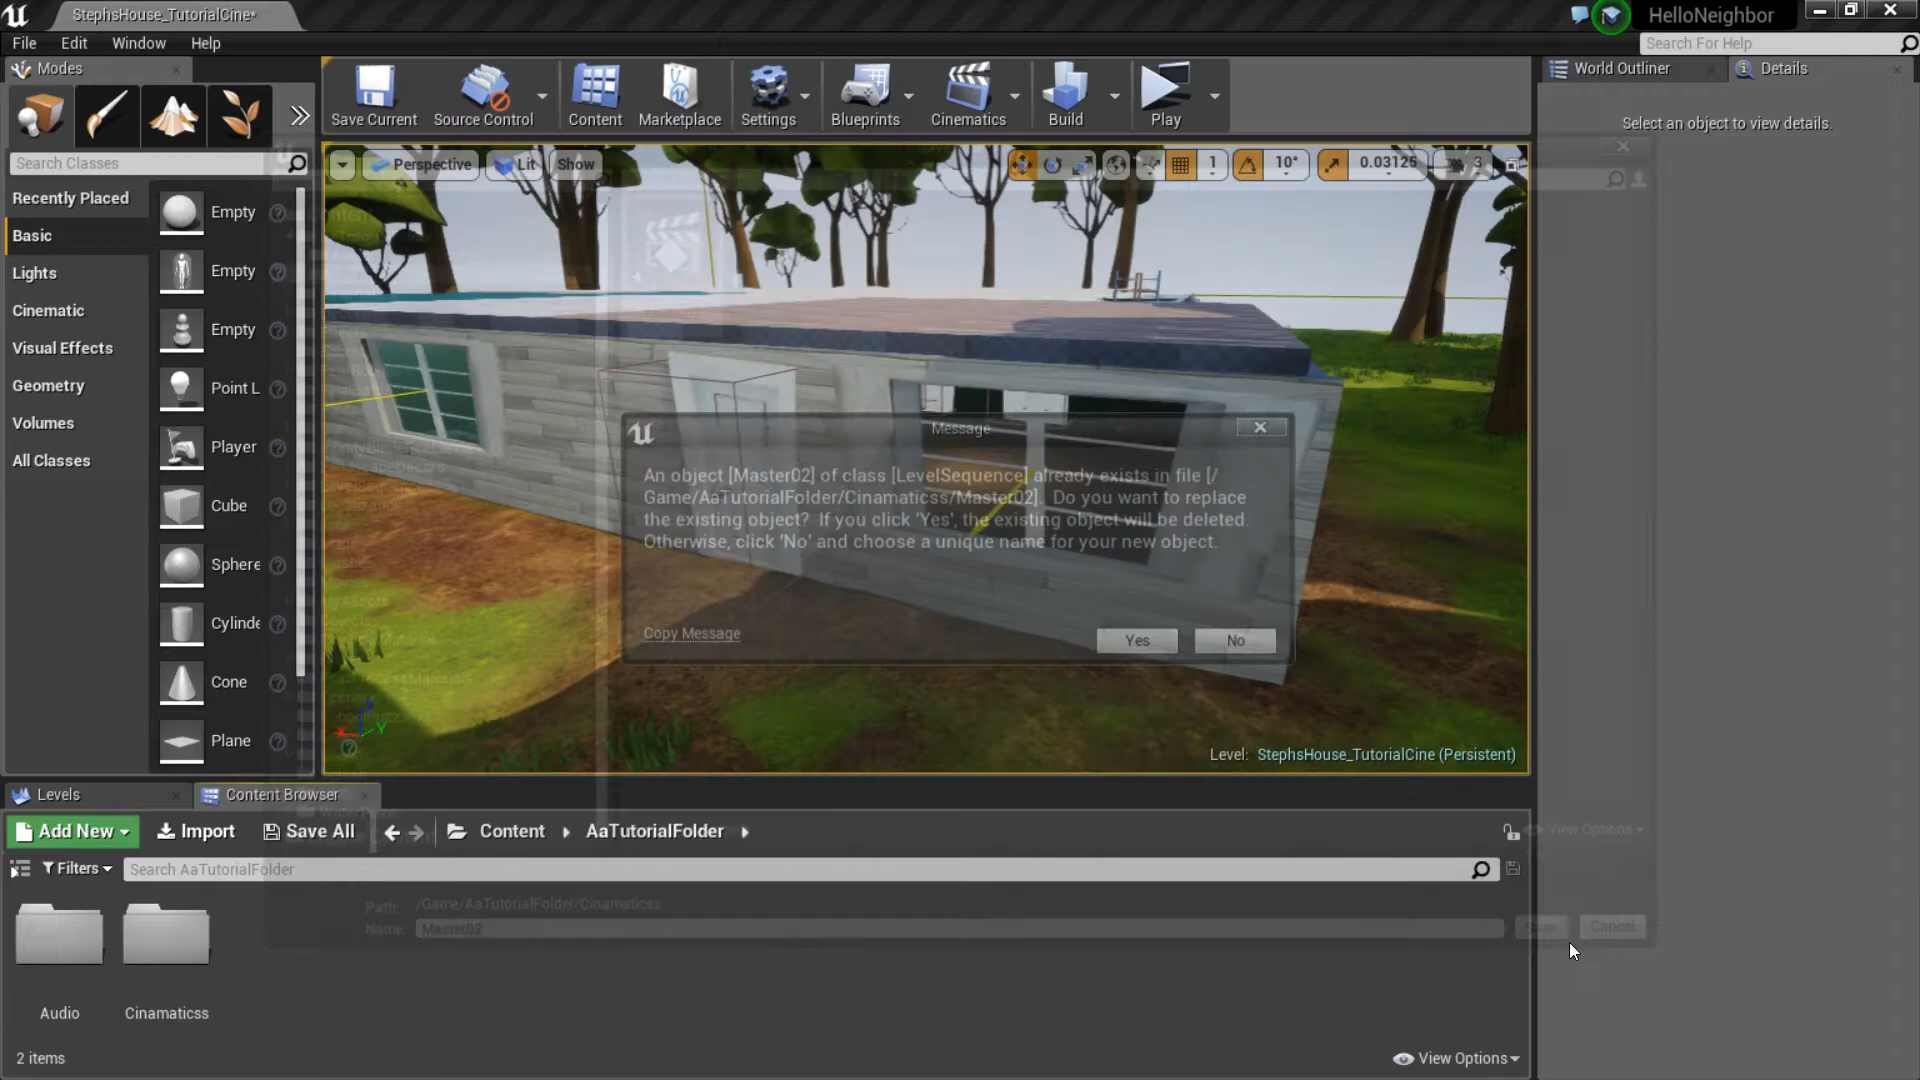 StephsHouse_TutorialCine*
HelloNeighbor
File Edit Window Help
Search For Help
Modes
World Outliner
Details
Save Current
Source Control
Content
Marketplace
Settings
Blueprints
Cinematics
Build
Play
Select an object to view details.
Search Classes
Perspective
Lit
Show
1
10°
0.03125
3
Recently Placed
Basic
Lights
Cinematic
Visual Effects
Geometry
Volumes
All Classes
Empty
Empty
Empty
Point L
Player
Cube
Sphere
Cylinde
Cone
Plane
Message
An object [Master02] of class [LevelSequence] already exists in file [/
Game/AaTutorialFolder/Cinamaticss/Master02]. Do you want to replace
the existing object? If you click 'Yes', the existing object will be deleted.
Otherwise, click 'No' and choose a unique name for your new object.
Copy Message
Yes
No
Level: StephsHouse_TutorialCine (Persistent)
Levels
Content Browser
Add New
Import
Save All
Content
AaTutorialFolder
View Options
Filters
Search AaTutorialFolder
Path: /Game/AaTutorialFolder/Cinamaticss
Name: Master02
Cancel
Audio
Cinamaticss
2 items
View Options